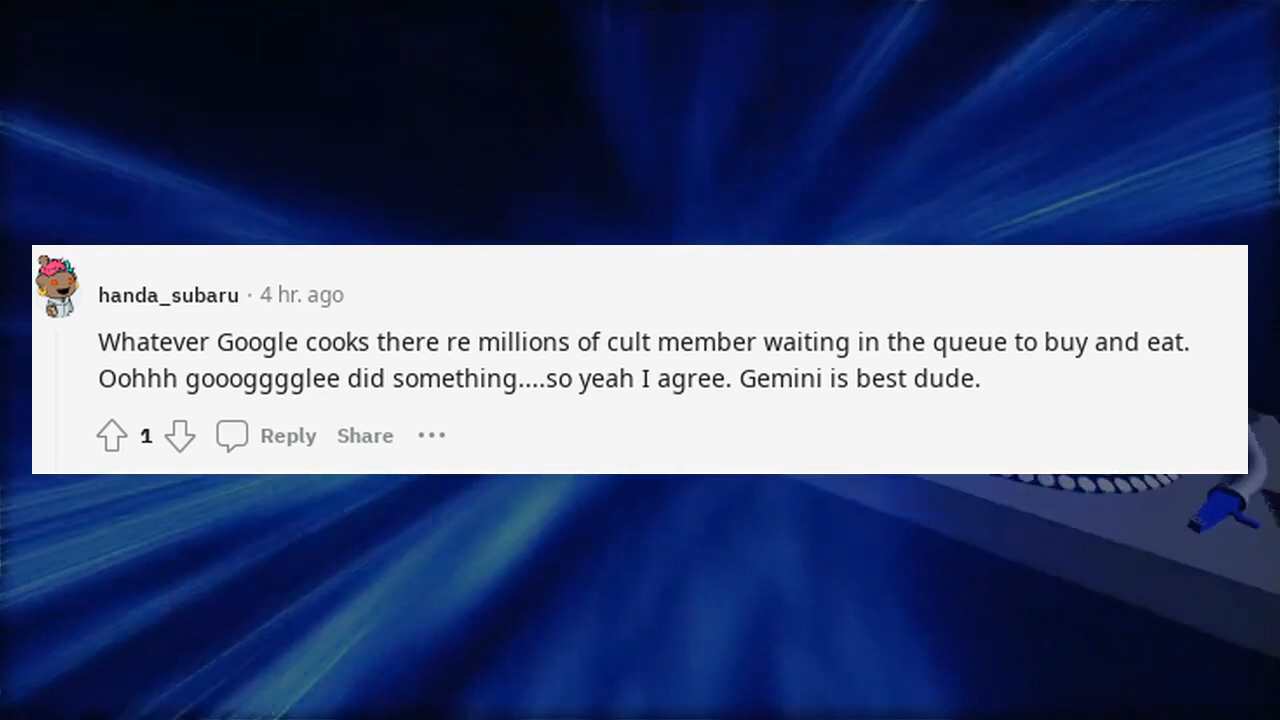 handa_subaru · 4 hr. ago
Whatever Google cooks there re millions of cult member waiting in the queue to buy and eat.
Oohhh gooogggglee did something....so yeah I agree. Gemini is best dude.
1 Reply Share